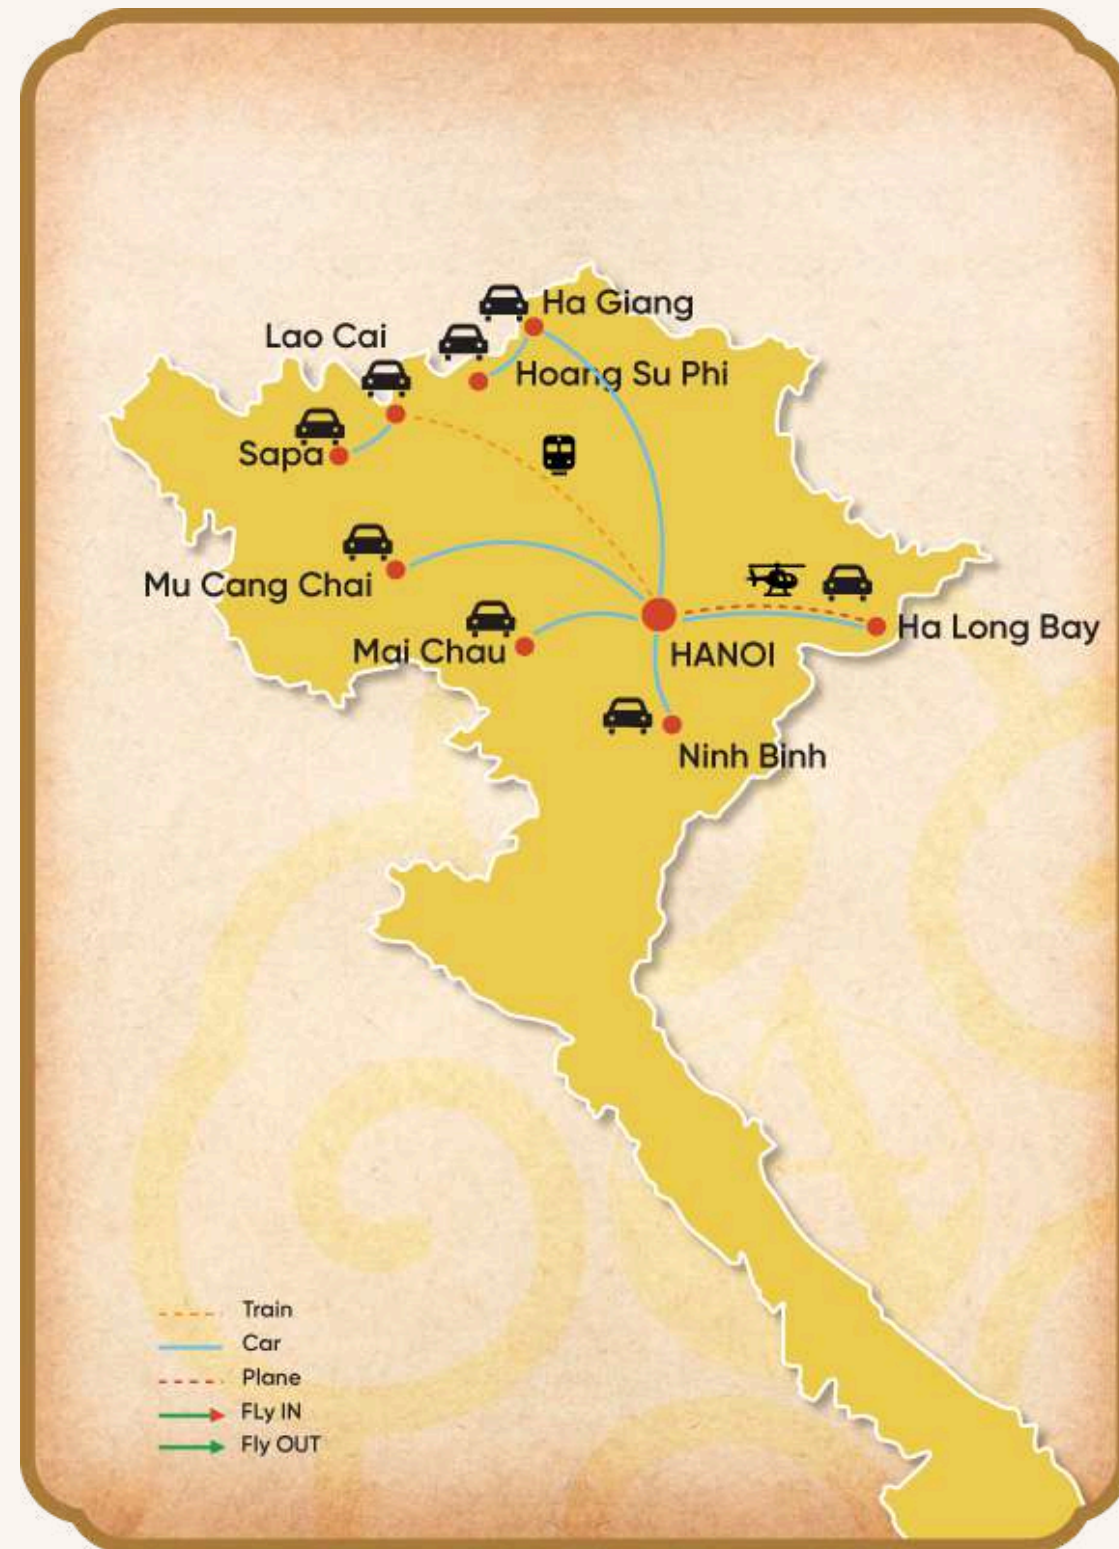 Ha Giang
Lao Cai
Hoang Su Phi
Sapa
Mu Cang Chai
Ha Long Bay
Mai Chau
HANOI
Ninh Binh
Train
Car
Plane
FLy IN
Fly OUT